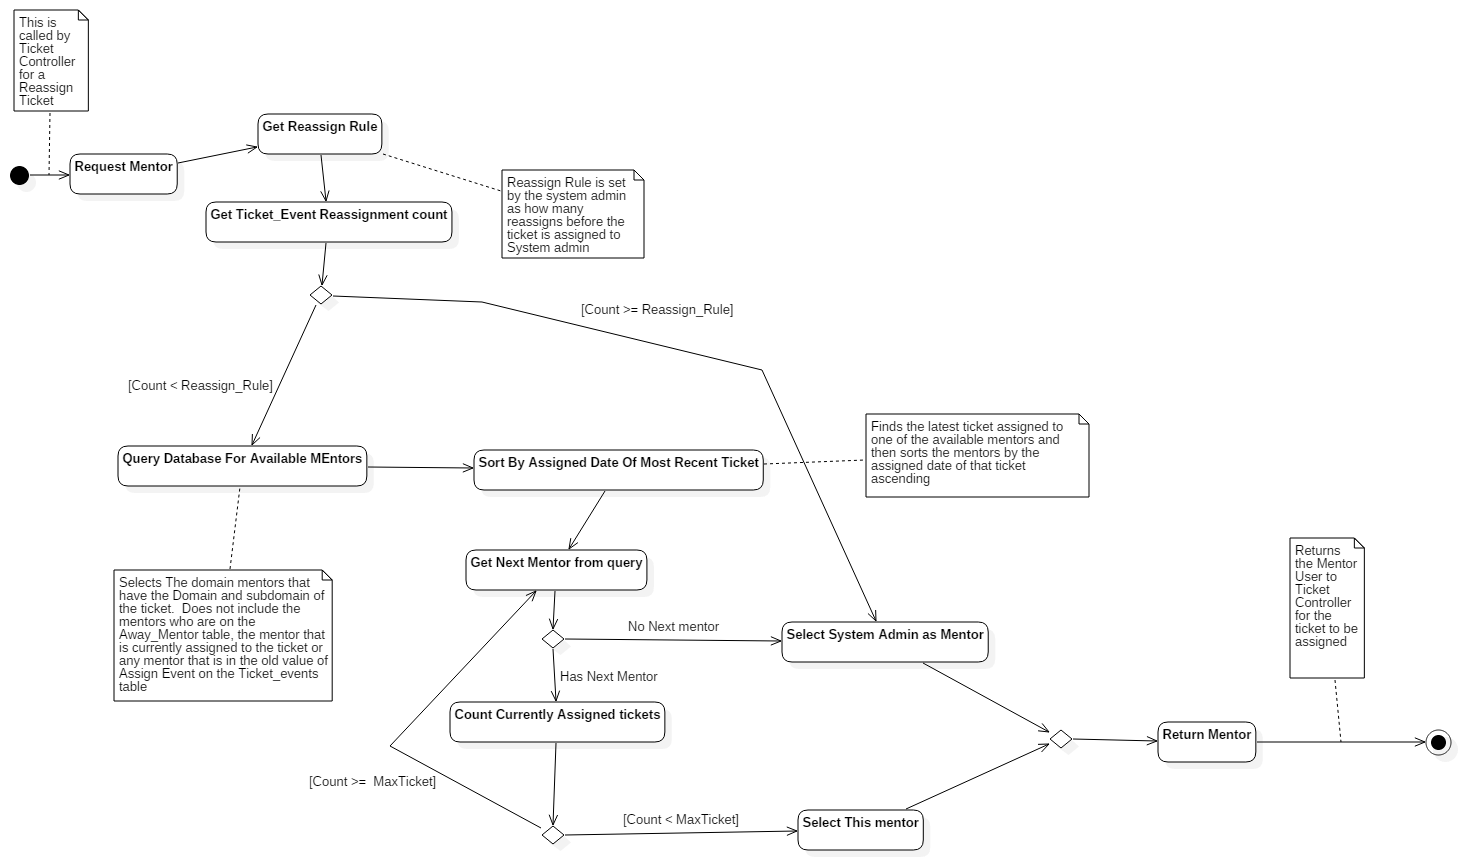 This is
called by
Ticket
Controller
for a
Reassign
Ticket
Get Reassign Rule
Request Mentor
Reassign Rule is set
by the system admin
as how many
reassigns before the
ticket is assigned to
System admin
Get Ticket_Event Reassignment count
[Count >= Reassign_Rule]
[Count < Reassign_Rule]
Query Database For Available MEntors
Sort By Assigned Date Of Most Recent Ticket
Finds the latest ticket assigned to
one of the available mentors and
then sorts the mentors by the
assigned date of that ticket
ascending
Get Next Mentor from query
Selects The domain mentors that
have the Domain and subdomain of
the ticket.  Does not include the
mentors who are on the
Away_Mentor table, the mentor that
is currently assigned to the ticket or
any mentor that is in the old value of
Assign Event on the Ticket_events
table
No Next mentor
Select System Admin as Mentor
Returns
the Mentor
User to
Ticket
Controller
for the
ticket to be
assigned
Has Next Mentor
Count Currently Assigned tickets
Return Mentor
[Count >=  MaxTicket]
[Count < MaxTicket]
Select This mentor